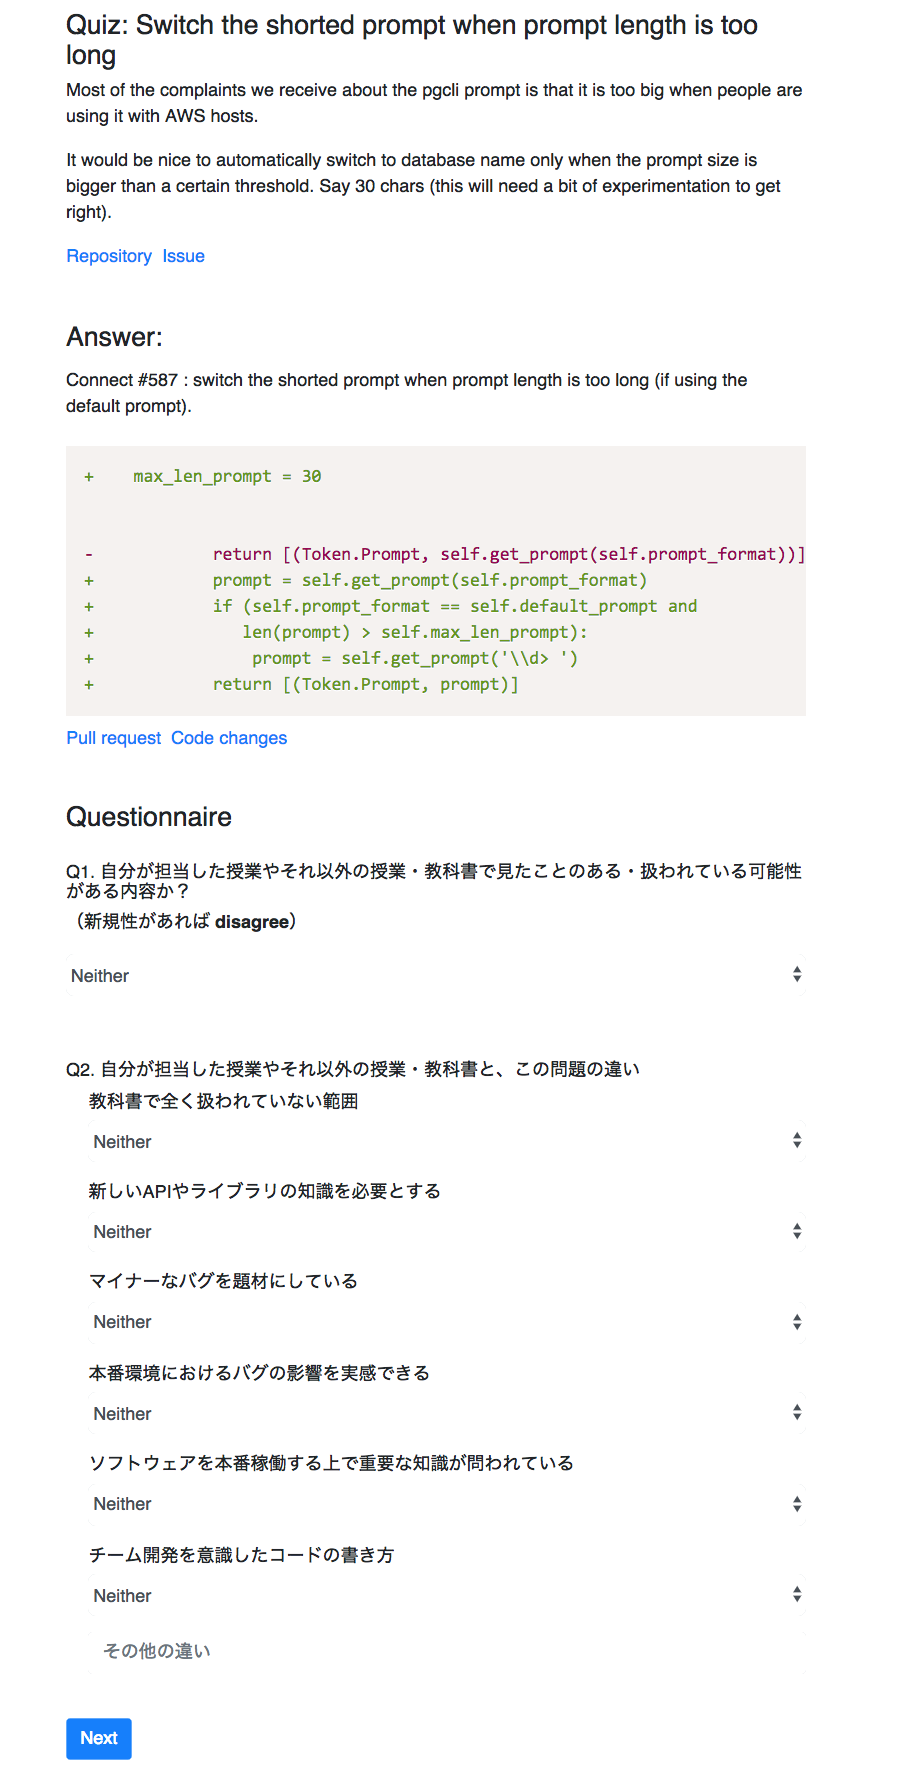 Quiz: Switch the shorted prompt when prompt length is too
long
Most of the complaints we receive about the pgcli prompt is that it is too big when people are
using it with AWS hosts.
It would be nice to automatically switch to database name only when the prompt size is
bigger than a certain threshold. Say 30 chars (this will need a bit of experimentation to get
right).
Repository Issue
Answer:
Connect #587 : switch the shorted prompt when prompt length is too long (if using the
default prompt).
+ max_len_prompt = 30
- return [(Token.Prompt, self.get_prompt(self.prompt_format))]
+ prompt = self.get_prompt(self.prompt_format)
+ if (self.prompt_format == self.default_prompt and
+ len(prompt) > self.max_len_prompt):
+ prompt = self.get_prompt('\\d> ')
+ return [(Token.Prompt, prompt)]
Pull request Code changes
Questionnaire
Q1. 自分が担当した授業やそれ以外の授業・教科書で見たことのある・扱われている可能性
がある内容か？
（新規性があれば disagree）
Neither
Q2. 自分が担当した授業やそれ以外の授業・教科書と、この問題の違い
教科書で全く扱われていない範囲
Neither
新しいAPIやライブラリの知識を必要とする
Neither
マイナーなバグを題材にしている
Neither
本番環境におけるバグの影響を実感できる
Neither
ソフトウェアを本番稼働する上で重要な知識が問われている
Neither
チーム開発を意識したコードの書き方
Neither
その他の違い
Next